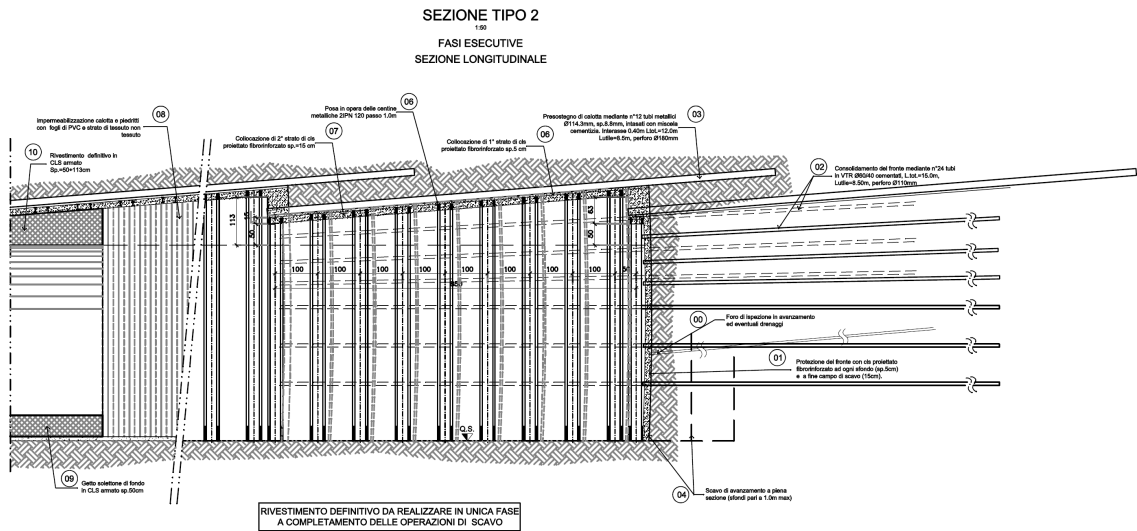 SEZIONE TIPO 2
1:50
FASI ESECUTIVE
SEZIONE LONGITUDINALE
08
impermeabilizzazione calotta e piedritti
con fogli di PVC e strato di tessuto non
tessuto
10
Rivestimento definitivo in
CLS armato
Sp.=50÷113cm
06
Posa in opera delle centine
metalliche 2IPN 120 passo 1.0m
07
Collocazione di 2° strato di cls
proiettato fibrorinforzato sp.=15 cm
06
Collocazione di 1° strato di cls
proiettato fibrorinforzato sp.5 cm
03
Presostegno di calotta mediante n°12 tubi metallici
Ø114.3mm, sp.8.8mm, intasati con miscela
cementizia. Interasse 0.40m Ltot.=12.0m
Lutile=8.5m, perforo Ø180mm
02
Consolidamento del fronte mediante n°24 tubi
in VTR Ø60/40 cementati, L.tot.=15.0m,
Lutile=8.50m, perforo Ø110mm
113
15
50
63
50
100
100
100
100
100
100
100
100
50
850
00
Foro di ispezione in avanzamento
ed eventuali drenaggi
01
Protezione del fronte con cls proiettato
fibrorinforzato ad ogni sfondo (sp.5cm)
e a fine campo di scavo (15cm).
Q.S.
09
Getto solettone di fondo
in CLS armato sp.50cm
04
Scavo di avanzamento a piena
sezione (sfondi pari a 1.0m max)
RIVESTIMENTO DEFINITIVO DA REALIZZARE IN UNICA FASE
A COMPLETAMENTO DELLE OPERAZIONI DI SCAVO